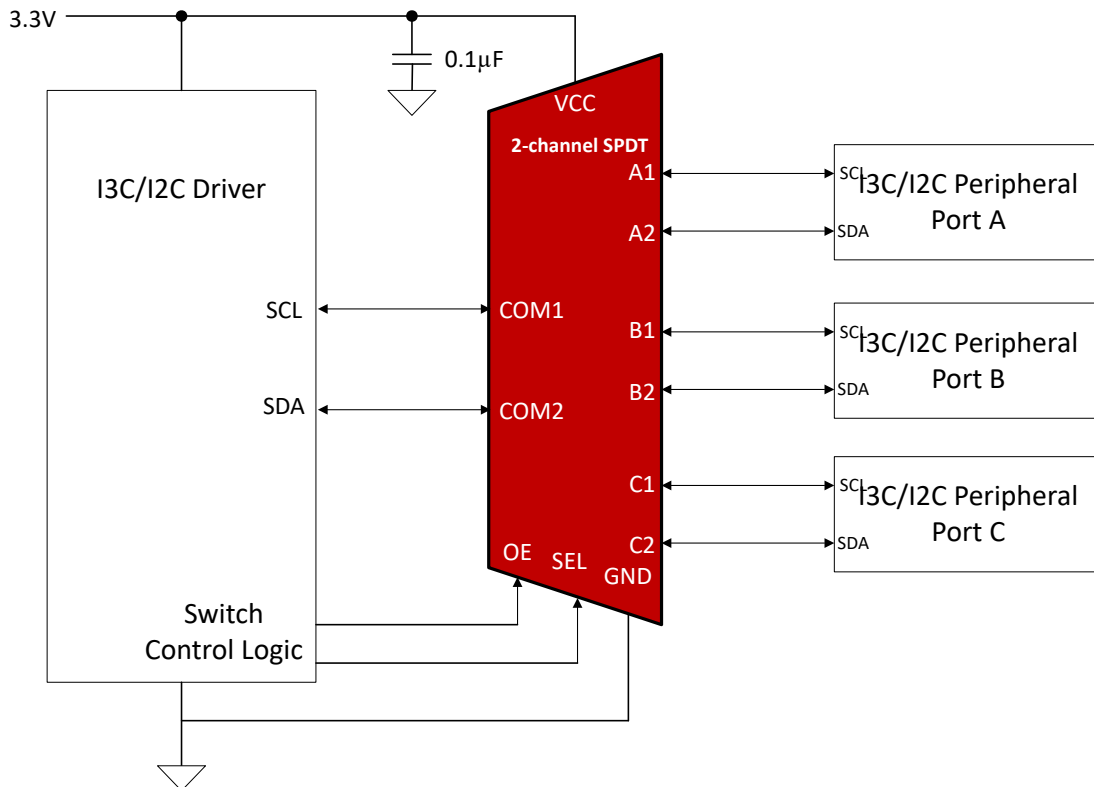 3.3V
0.1μF
VCC
2-channel SPDT
I3C/I2C Driver
SCL
SDA
Switch
Control Logic
COM1
COM2
A1
A2
B1
B2
C1
C2
OE
SEL
GND
SCL
I3C/I2C Peripheral
Port A
SDA
SCL
I3C/I2C Peripheral
Port B
SDA
SCL
I3C/I2C Peripheral
Port C
SDA